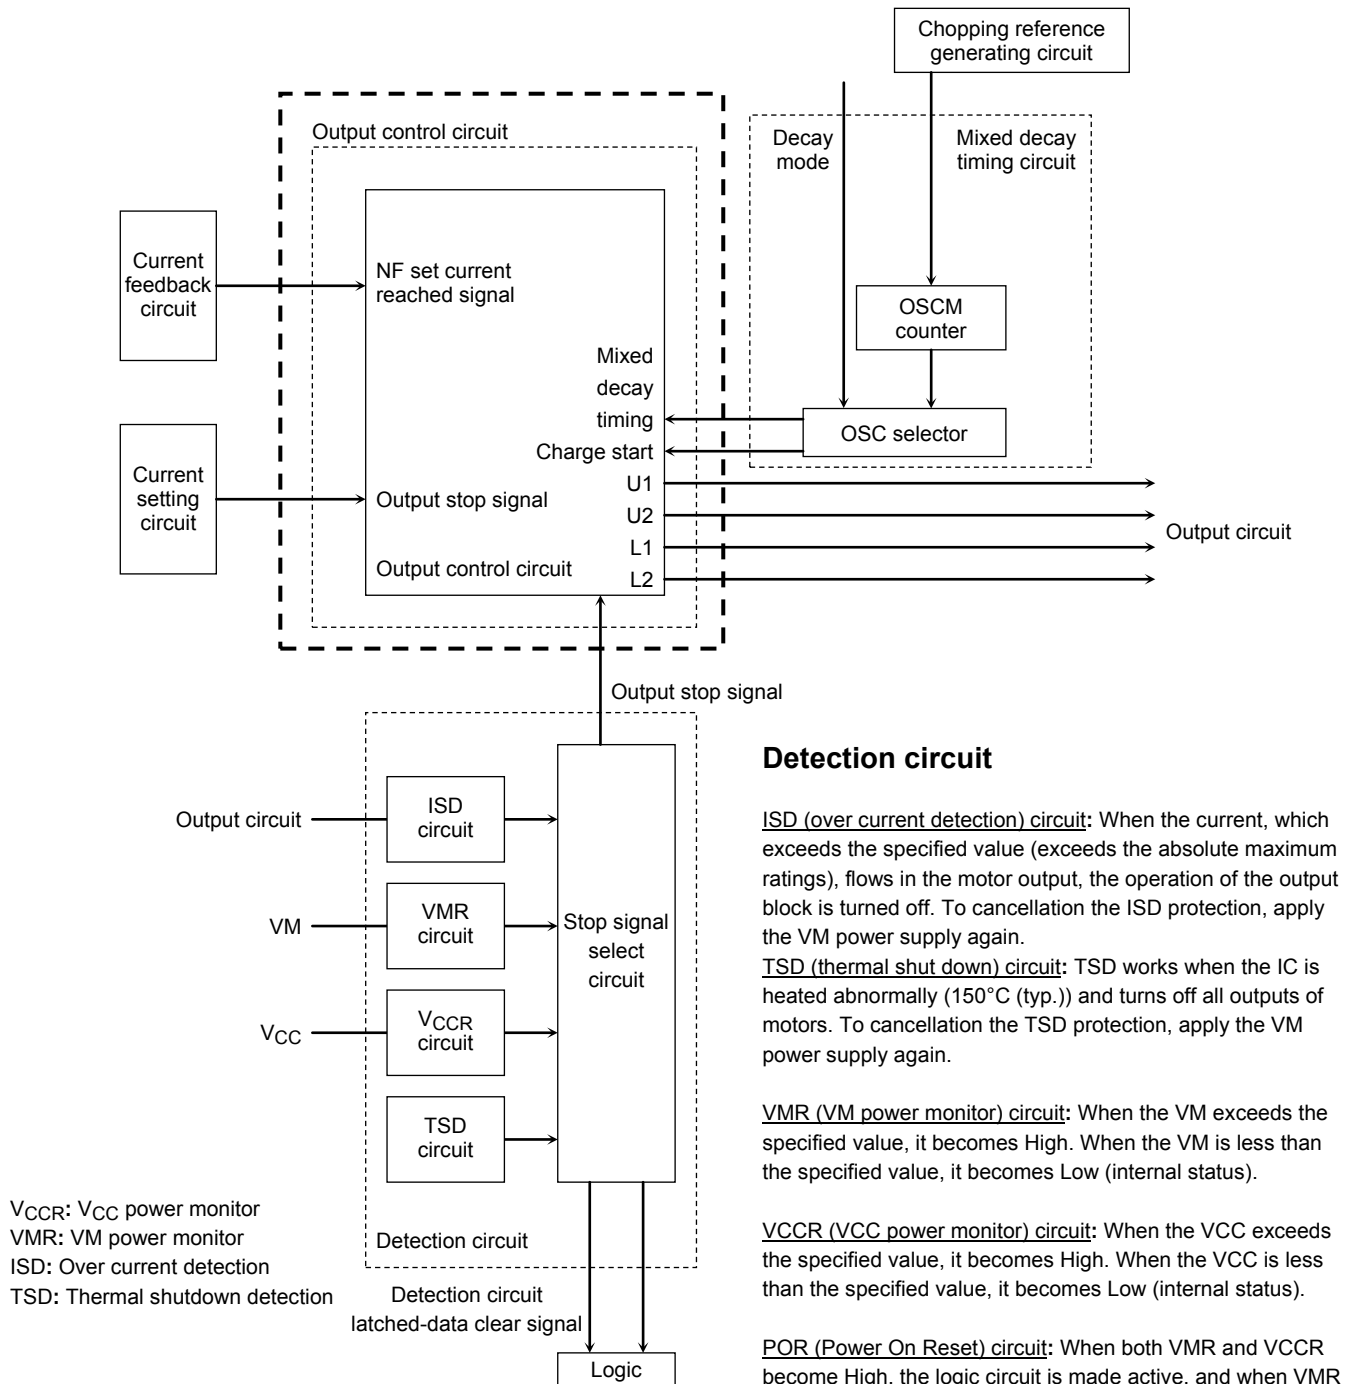 Chopping reference
generating circuit
Output control circuit
Decay
mode
Mixed decay
timing circuit
Current
feedback
circuit
NF set current
reached signal
OSCM
counter
Mixed
decay
timing
Charge start
OSC selector
Current
setting
circuit
Output stop signal
U1
U2
L1
L2
Output circuit
Output control circuit
Output stop signal
Output circuit
ISD
circuit
VM
VMR
circuit
VCC
VCCR
circuit
TSD
circuit
Stop signal
select
circuit
Detection circuit
VCCR: VCC power monitor
VMR: VM power monitor
ISD: Over current detection
TSD: Thermal shutdown detection
Detection circuit
latched-data clear signal
Logic
Detection circuit
ISD (over current detection) circuit: When the current, which
exceeds the specified value (exceeds the absolute maximum
ratings), flows in the motor output, the operation of the output
block is turned off. To cancellation the ISD protection, apply
the VM power supply again.
TSD (thermal shut down) circuit: TSD works when the IC is
heated abnormally (150°C (typ.)) and turns off all outputs of
motors. To cancellation the TSD protection, apply the VM
power supply again.
VMR (VM power monitor) circuit: When the VM exceeds the
specified value, it becomes High. When the VM is less than
the specified value, it becomes Low (internal status).
VCCR (VCC power monitor) circuit: When the VCC exceeds
the specified value, it becomes High. When the VCC is less
than the specified value, it becomes Low (internal status).
POR (Power On Reset) circuit: When both VMR and VCCR
become High, the logic circuit is made active, and when VMR